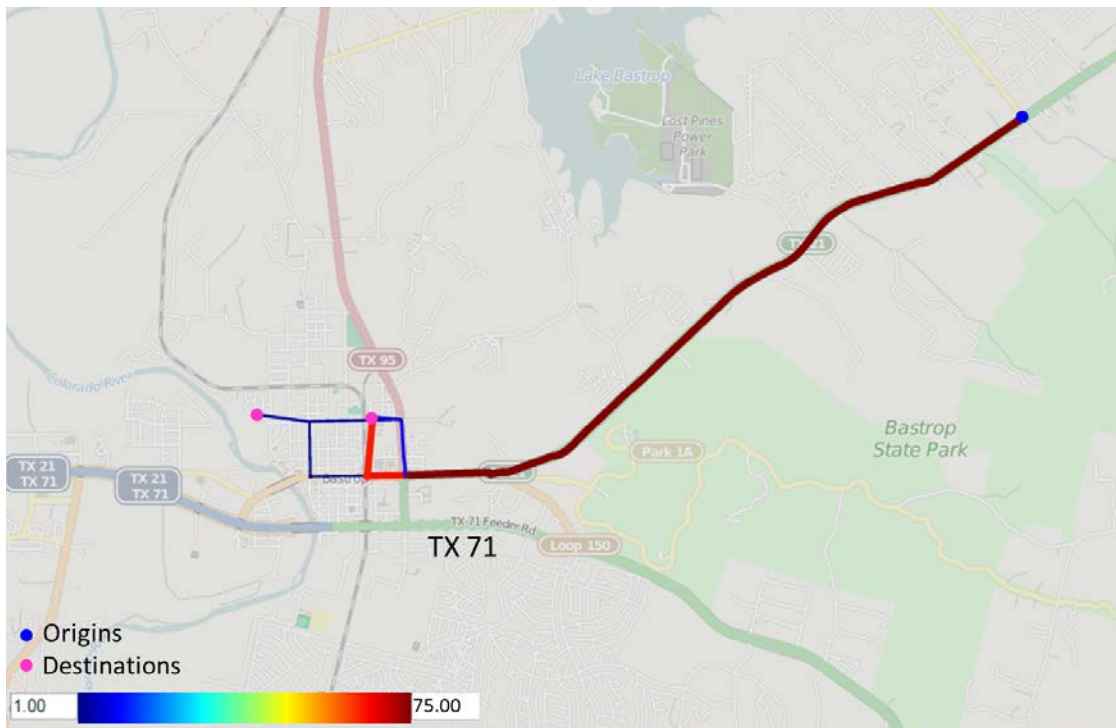 Lake Bastrop
Lost Pines
Power
Park
TX 21
TX 95
Colorado River
Bastrop
State Park
Park 1A
TX 21
TX 71
TX 21
TX 71
Bastrop
TX 71 Feeder Rd
TX 71
Loop 150
Origins
Destinations
1.00
75.00